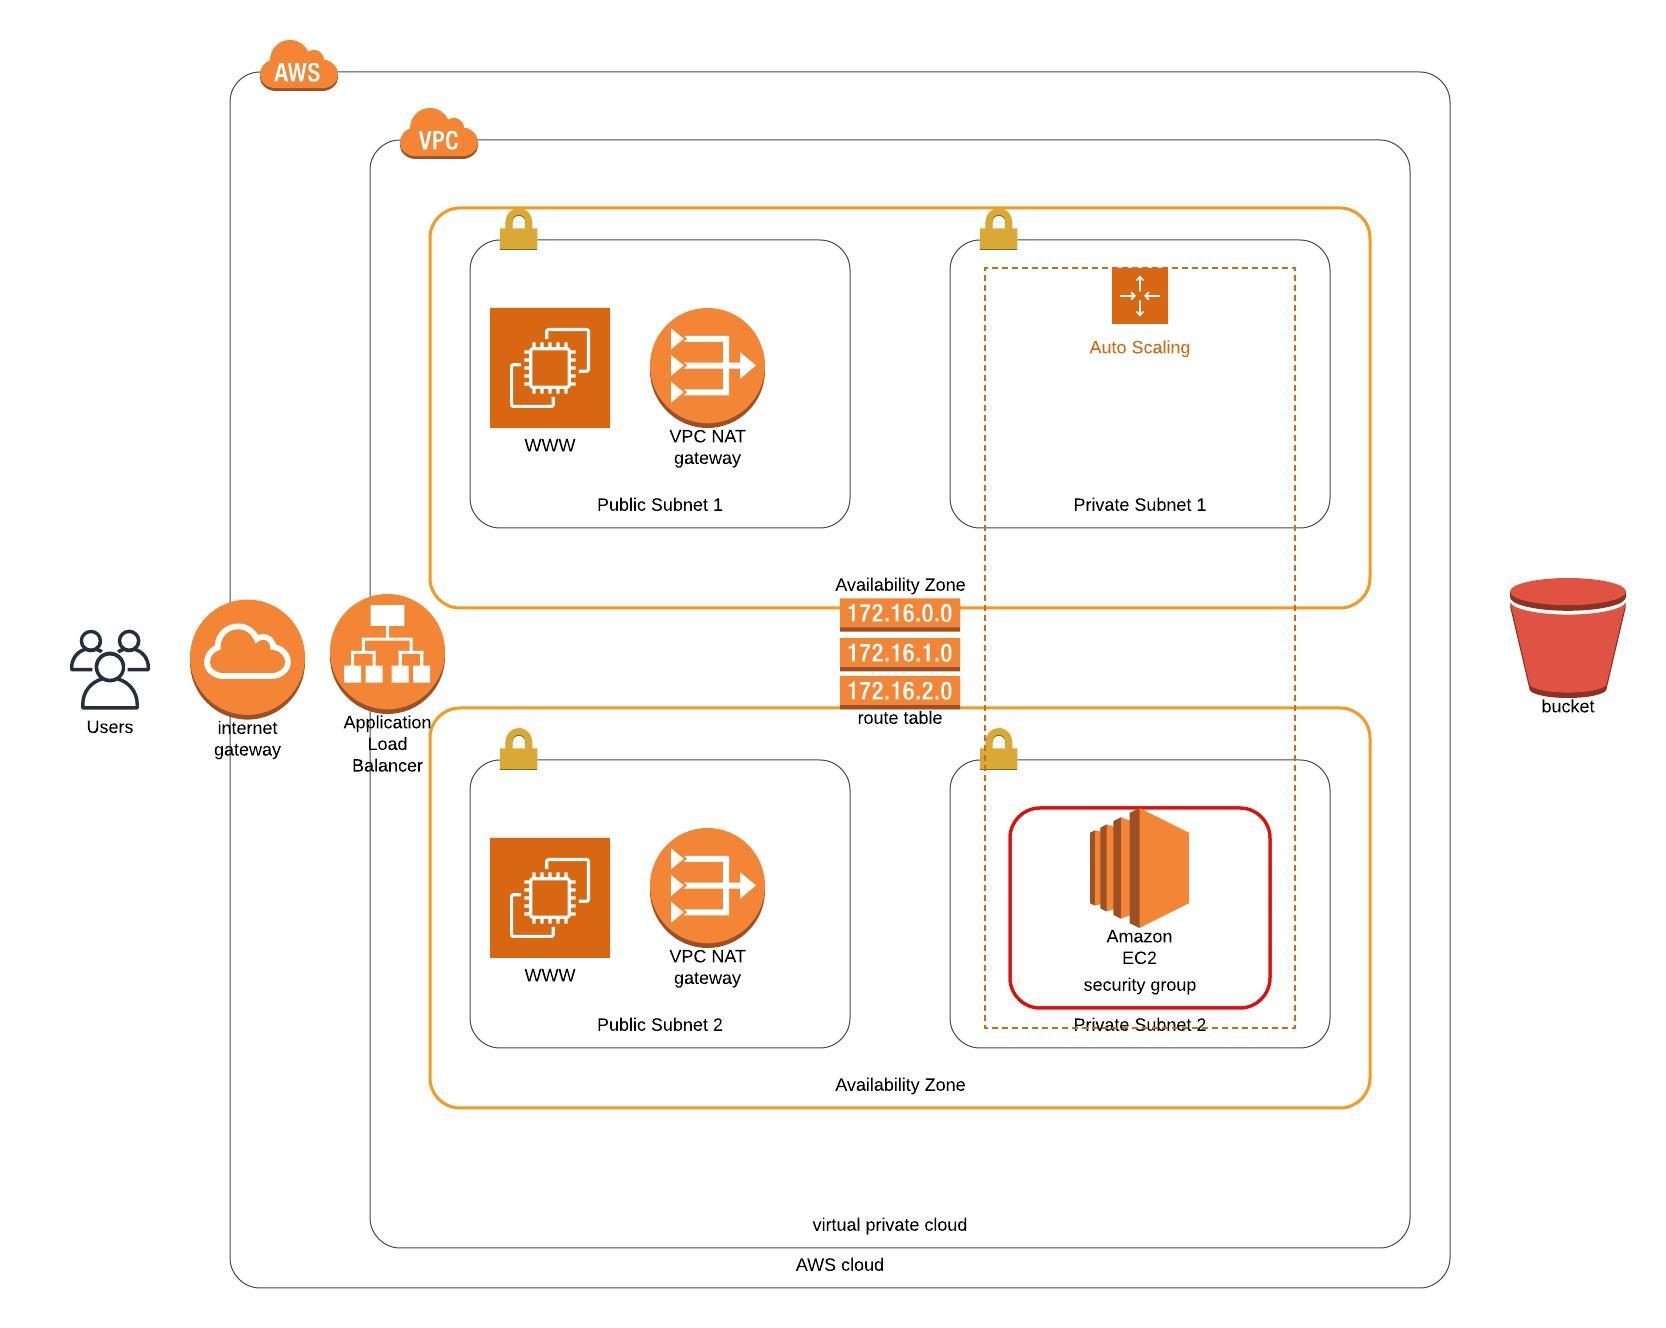 AWS
VPC
Auto Scaling
WWW
VPC NAT
gateway
Public Subnet 1
Private Subnet 1
Availability Zone
172.16.0.0
172.16.1.0
172.16.2.0
route table
Users
internet
gateway
Application
Load
Balancer
bucket
WWW
VPC NAT
gateway
Public Subnet 2
Amazon
EC2
security group
Private Subnet 2
Availability Zone
virtual private cloud
AWS cloud